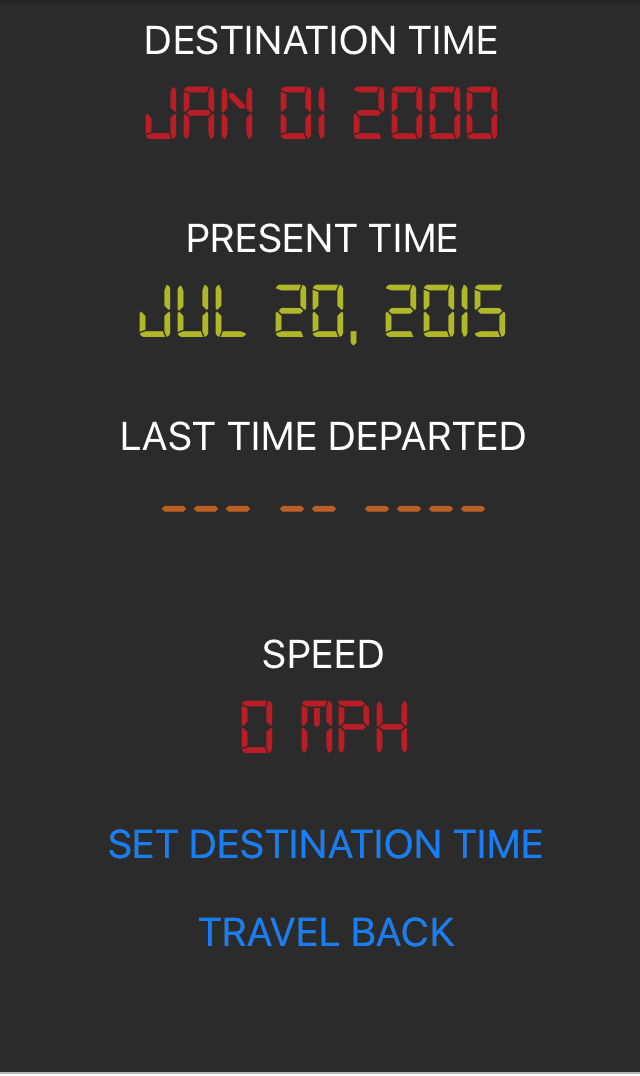 DESTINATION TIME
JAN 01 2000
PRESENT TIME
JUL 20, 2015
LAST TIME DEPARTED
--- -- ----
SPEED
0 MPH
SET DESTINATION TIME
TRAVEL BACK